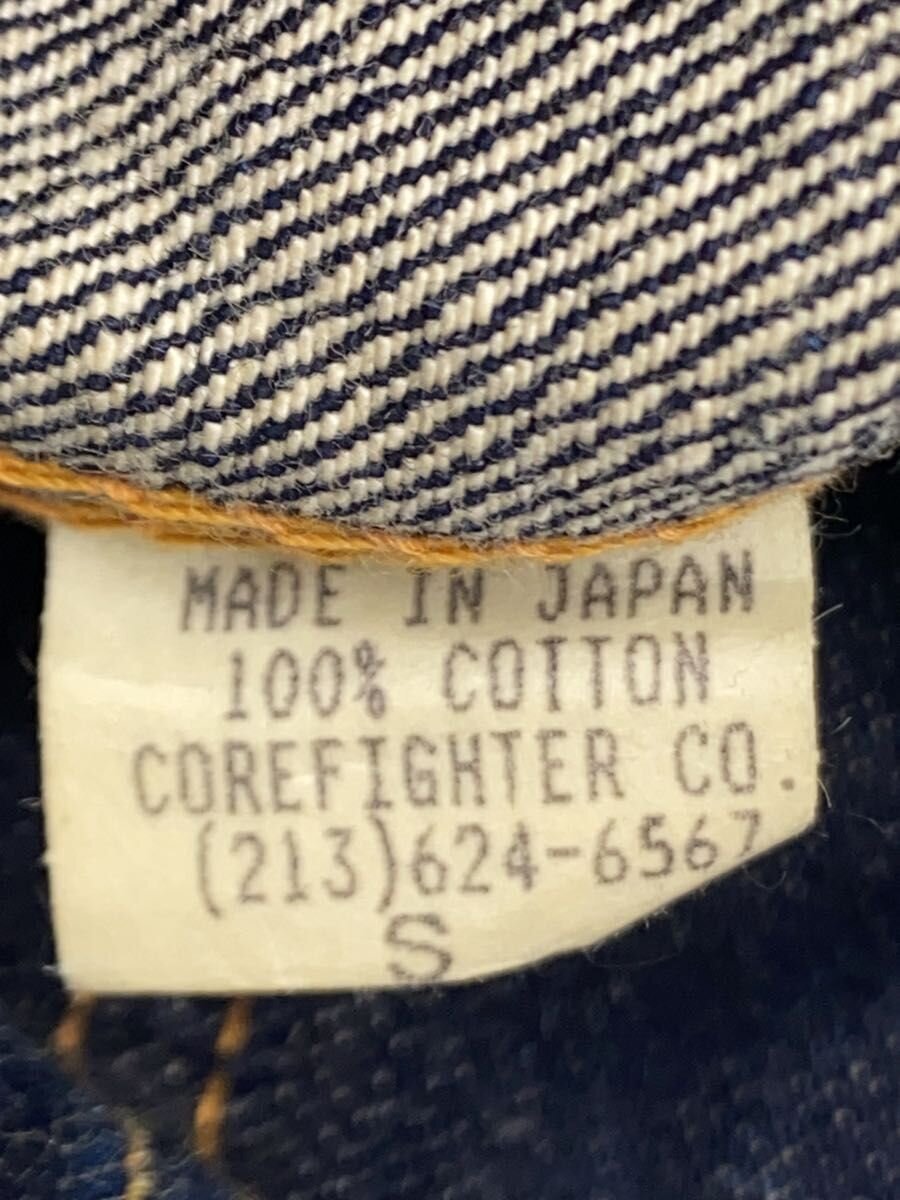 MADE IN JAPAN
100% COTTON
COREFIGHTER CO.
(213)624-6567
S